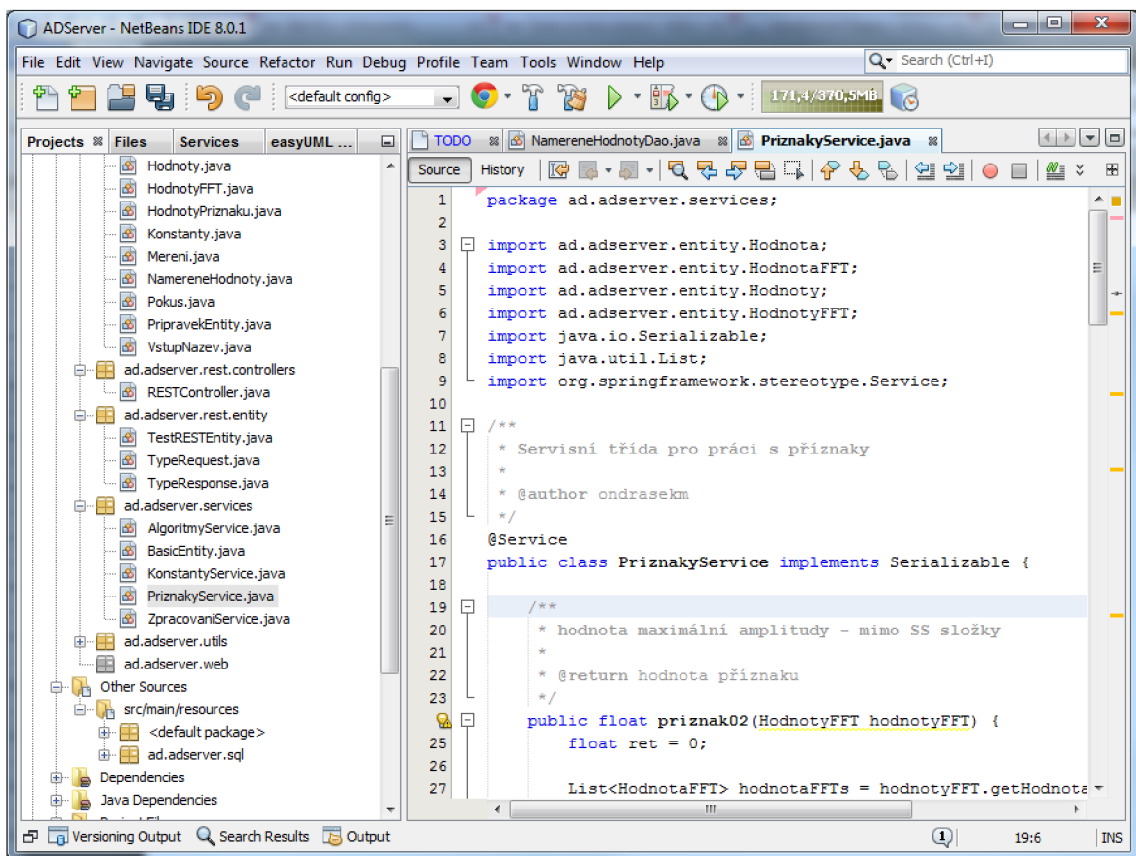 ADServer - NetBeans IDE 8.0.1
File Edit View Navigate Source Refactor Run Debug Profile Team Tools Window Help
Search (Ctrl+I)
<default config>
171,4/370,5MB
Projects Files Services easyUML ...
Hodnoty.java
HodnotyFFT.java
HodnotyPriznaku.java
Konstanty.java
Mereni.java
NamereneHodnoty.java
Pokus.java
PripravekEntity.java
VstupNazev.java
ad.adserver.rest.controllers
RESTController.java
ad.adserver.rest.entity
TestRESTEntity.java
TypeRequest.java
TypeResponse.java
ad.adserver.services
AlgoritmyService.java
BasicEntity.java
KonstantyService.java
PriznakyService.java
ZpracovaniService.java
ad.adserver.utils
ad.adserver.web
Other Sources
src/main/resources
<default package>
ad.adserver.sql
Dependencies
Java Dependencies
TODO NamereneHodnotyDao.java PriznakyService.java
Source History
1 package ad.adserver.services;
2
3 import ad.adserver.entity.Hodnota;
4 import ad.adserver.entity.HodnotaFFT;
5 import ad.adserver.entity.Hodnoty;
6 import ad.adserver.entity.HodnotyFFT;
7 import java.io.Serializable;
8 import java.util.List;
9 import org.springframework.stereotype.Service;
10
11 /**
12 * Servisní třída pro práci s příznaky
13 *
14 * @author ondrasekm
15 */
16 @Service
17 public class PriznakyService implements Serializable {
18
19 /**
20 * hodnota maximální amplitudy - mimo SS složky
21 *
22 * @return hodnota příznaku
23 */
public float priznak02(HodnotyFFT hodnotyFFT) {
25 float ret = 0;
26
27 List<HodnotaFFT> hodnotaFFTs = hodnotyFFT.getHodnota
Versioning Output Search Results Output
1 19:6 INS